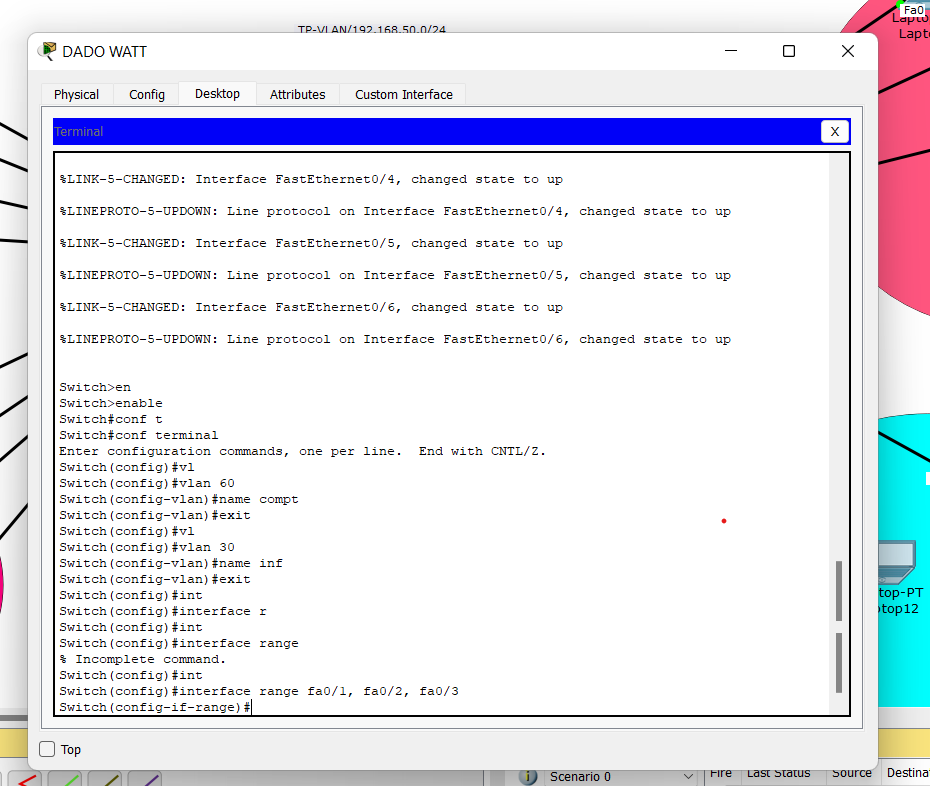 TP-VLAN/192.168.50.0/24
Fa0
Lapto
Lapt
DADO WATT
Physical
Config
Desktop
Attributes
Custom Interface
Terminal
X
%LINK-5-CHANGED: Interface FastEthernet0/4, changed state to up
%LINEPROTO-5-UPDOWN: Line protocol on Interface FastEthernet0/4, changed state to up
%LINK-5-CHANGED: Interface FastEthernet0/5, changed state to up
%LINEPROTO-5-UPDOWN: Line protocol on Interface FastEthernet0/5, changed state to up
%LINK-5-CHANGED: Interface FastEthernet0/6, changed state to up
%LINEPROTO-5-UPDOWN: Line protocol on Interface FastEthernet0/6, changed state to up
Switch>en
Switch>enable
Switch#conf t
Switch#conf terminal
Enter configuration commands, one per line.  End with CNTL/Z.
Switch(config)#vl
Switch(config)#vlan 60
Switch(config-vlan)#name compt
Switch(config-vlan)#exit
Switch(config)#vl
Switch(config)#vlan 30
Switch(config-vlan)#name inf
Switch(config-vlan)#exit
Switch(config)#int
Switch(config)#interface r
Switch(config)#int
Switch(config)#interface range
% Incomplete command.
Switch(config)#int
Switch(config)#interface range fa0/1, fa0/2, fa0/3
Switch(config-if-range)#
top-PT
ptop12
Top
Scenario 0
Fire
Last Status
Source
Destina